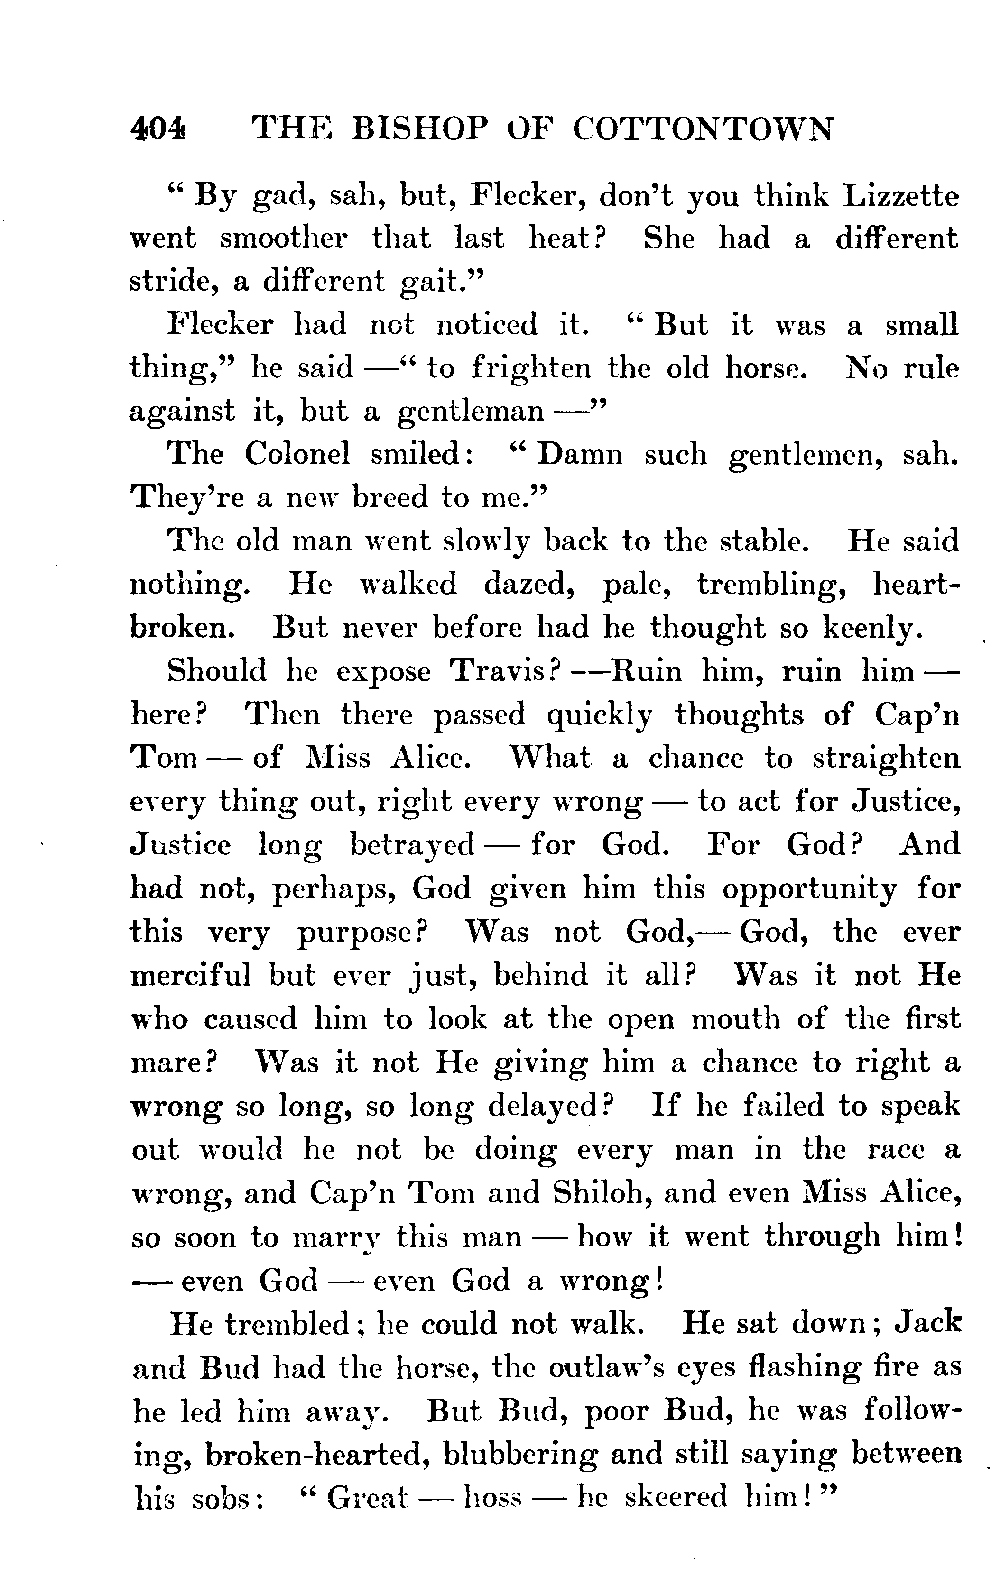 404 THE BISHOP OF COTTONTOWN
“ By gad, sah, but, Flecker, don’t you think Lizzette
went smoother that last heat? She had a different
stride, a different gait.”
Flecker had not noticed it. “ But it was a small
thing,” he said —“ to frighten the old horse. No rule
against it, but a gentleman —”
The Colonel smiled: “ Damn such gentlemen, sah.
They’re a new breed to me.”
The old man went slowly back to the stable. He said
nothing. He walked dazed, pale, trembling, heart-
broken. But never before had he thought so keenly.
Should he expose Travis? —Ruin him, ruin him —
here? Then there passed quickly thoughts of Cap’n
Tom — of Miss Alice. What a chance to straighten
every thing out, right every wrong — to act for Justice,
Justice long betrayed — for God. For God? And
had not, perhaps, God given him this opportunity for
this very purpose? Was not God,— God, the ever
merciful but ever just, behind it all? Was it not He
who caused him to look at the open mouth of the first
mare? Was it not He giving him a chance to right a
wrong so long, so long delayed? If he failed to speak
out would he not be doing every man in the race a
wrong, and Cap’n Tom and Shiloh, and even Miss Alice,
so soon to marry this man — how it went through him!
— even God — even God a wrong!
He trembled; he could not walk. He sat down; Jack
and Bud had the horse, the outlaw’s eyes flashing fire as
he led him away. But Bud, poor Bud, he was follow-
ing, broken-hearted, blubbering and still saying between
his sobs: “ Great — hoss — he skeered him! ”